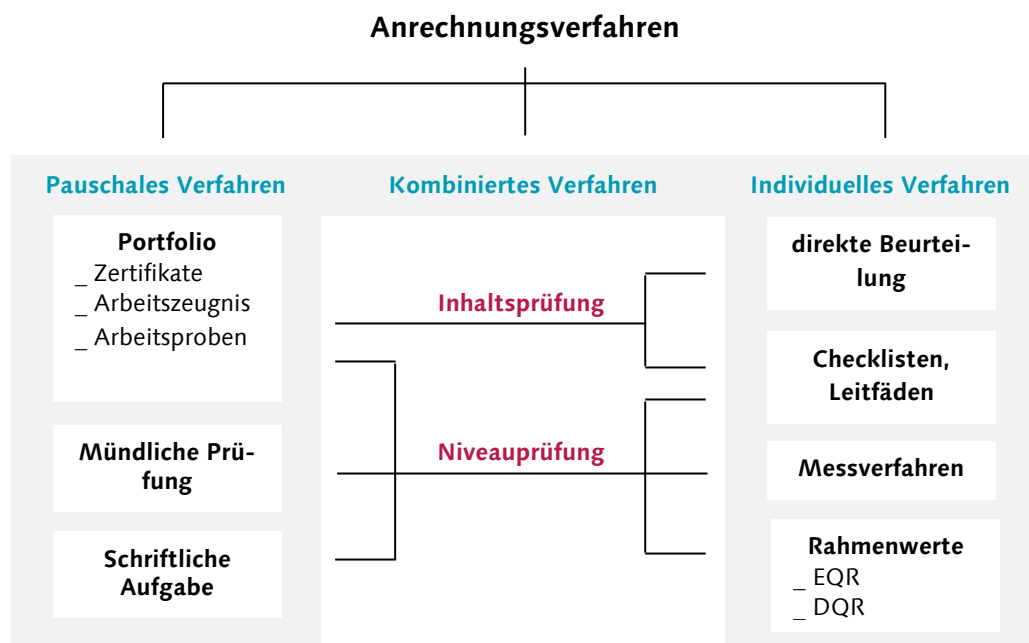 Anrechnungsverfahren
Pauschales Verfahren
Portfolio
_ Zertifikate
_ Arbeitszeugnis
_ Arbeitsproben
Mündliche Prü-
fung
Schriftliche
Aufgabe
Kombiniertes Verfahren
Inhaltsprüfung
Niveauprüfung
Individuelles Verfahren
direkte Beurtei-
lung
Checklisten,
Leitfäden
Messverfahren
Rahmenwerte
_ EQR
_ DQR